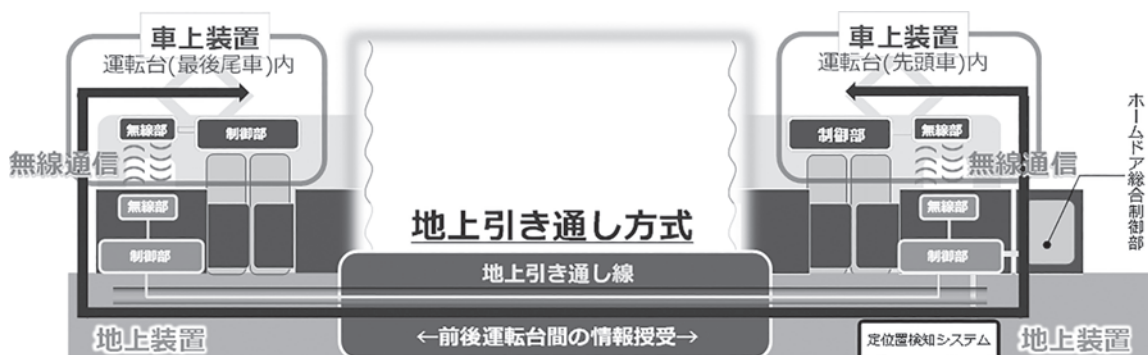 車上装置
運転台(最後尾車)内
無線部
制御部
無線通信
無線部
制御部
地上装置
地上引き通し方式
地上引き通し線
←前後運転台間の情報授受→
車上装置
運転台(先頭車)内
制御部
無線部
無線通信
無線部
制御部
ホームドア総合制御部
定位置検知システム
地上装置